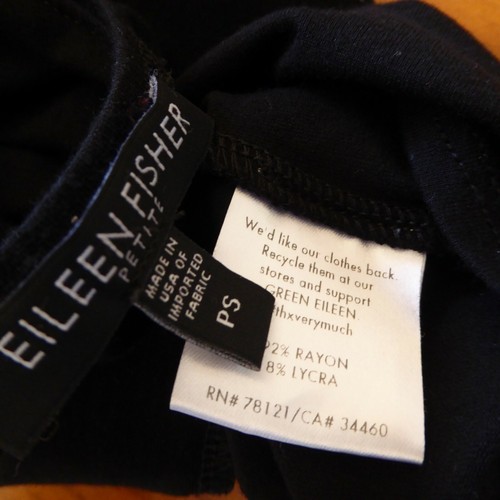 EILEEN FISHER
PETITE
MADE IN
USA OF
IMPORTED
FABRIC
PS
We'd like our clothes back.
Recycle them at our
stores and support
GREEN EILEEN
#thxverymuch
92% RAYON
8% LYCRA
RN# 78121/CA# 34460